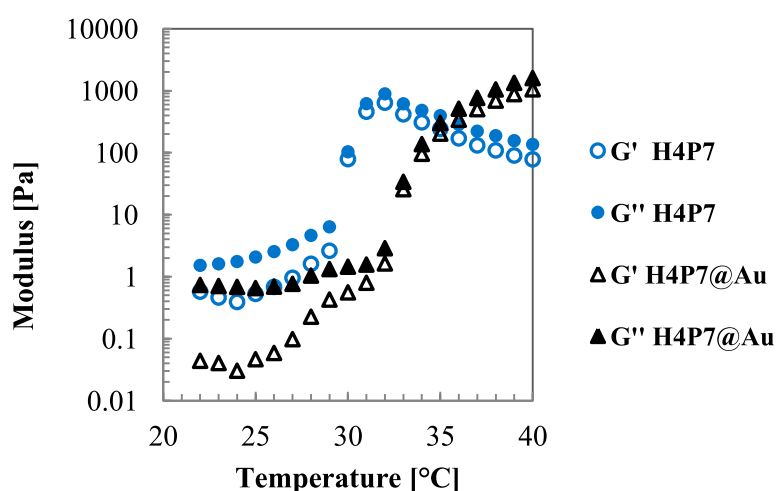 10000
1000
100
10
1
0.1
0.01
Modulus [Pa]
20
25
30
35
40
Temperature [°C]
G' H4P7
G'' H4P7
G' H4P7@Au
G'' H4P7@Au